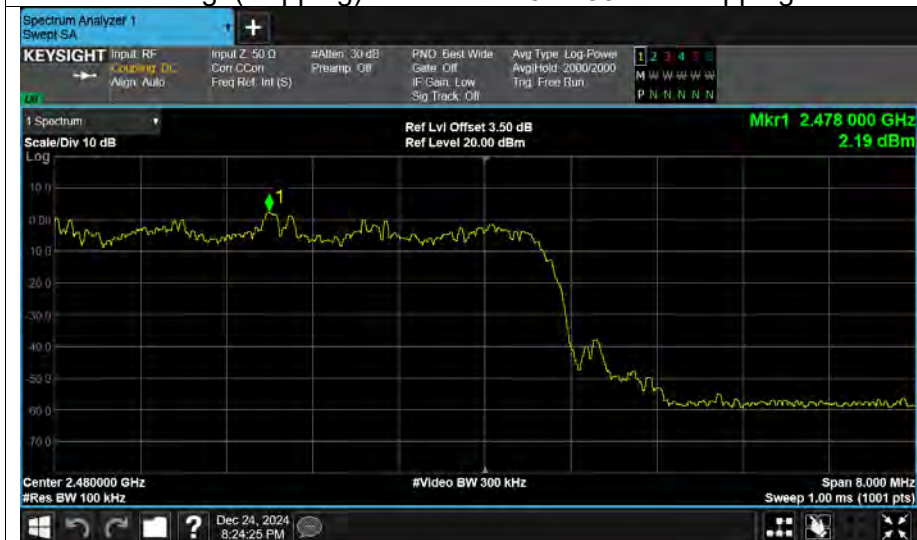 Spectrum Analyzer 1
Swept SA
+
KEYSIGHT Input: RF
Coupling: DC
Align: Auto
Input Z: 50 Ω
Corr CCorr
Freq Ref: Int (S)
#Atten: 30 dB
Preamp: Off
PNO: Best Wide
Gate: Off
IF Gain: Low
Sig Track: Off
Avg Type: Log-Power
Avg|Hold: 2000/2000
Trig: Free Run
1 2 3 4 5 6
M W W W W W
P N N N N N
1 Spectrum
Scale/Div 10 dB
Log
Ref Lvl Offset 3.50 dB
Ref Level 20.00 dBm
Mkr1 2.478 000 GHz
2.19 dBm
1
10.0
0.00
-10.0
-20.0
-30.0
-40.0
-50.0
-60.0
-70.0
Center 2.480000 GHz
#Res BW 100 kHz
#Video BW 300 kHz
Span 8.000 MHz
Sweep 1.00 ms (1001 pts)
?
Dec 24, 2024
8:24:25 PM